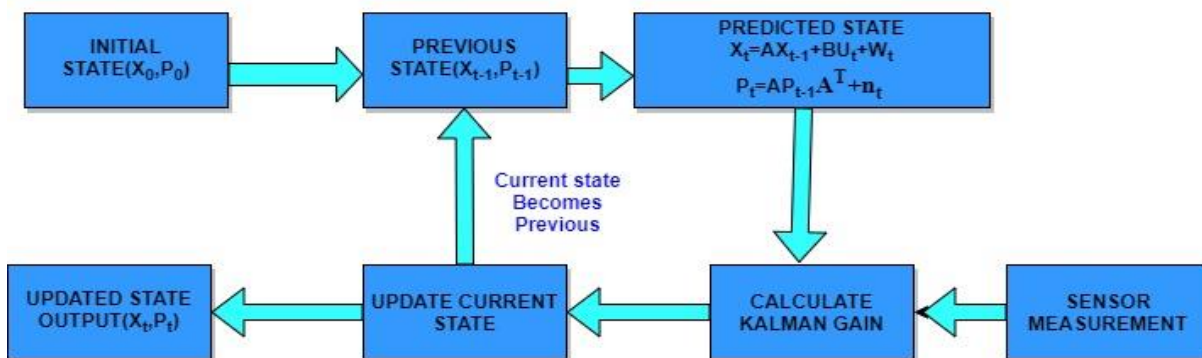 INITIAL
STATE(X₀,P₀)
PREVIOUS
STATE(Xₜ₋₁,Pₜ₋₁)
PREDICTED STATE
Xₜ=AXₜ₋₁+BUₜ+Wₜ
Pₜ=APₜ₋₁Aᵀ+nₜ
Current state
Becomes
Previous
UPDATED STATE
OUTPUT(Xₜ,Pₜ)
UPDATE CURRENT
STATE
CALCULATE
KALMAN GAIN
SENSOR
MEASUREMENT